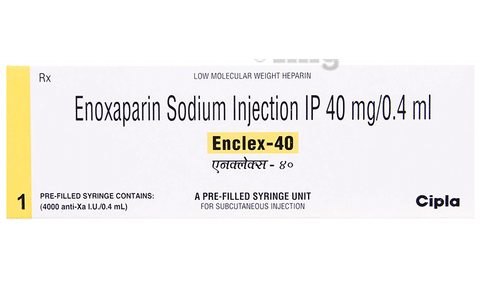 Rx
LOW MOLECULAR WEIGHT HEPARIN
Enoxaparin Sodium Injection IP 40 mg/0.4 ml
Enclex-40
एनक्लेक्स - ४०
1
PRE-FILLED SYRINGE CONTAINS:
(4000 anti-Xa I.U./0.4 mL)
A PRE-FILLED SYRINGE UNIT
FOR SUBCUTANEOUS INJECTION
Cipla